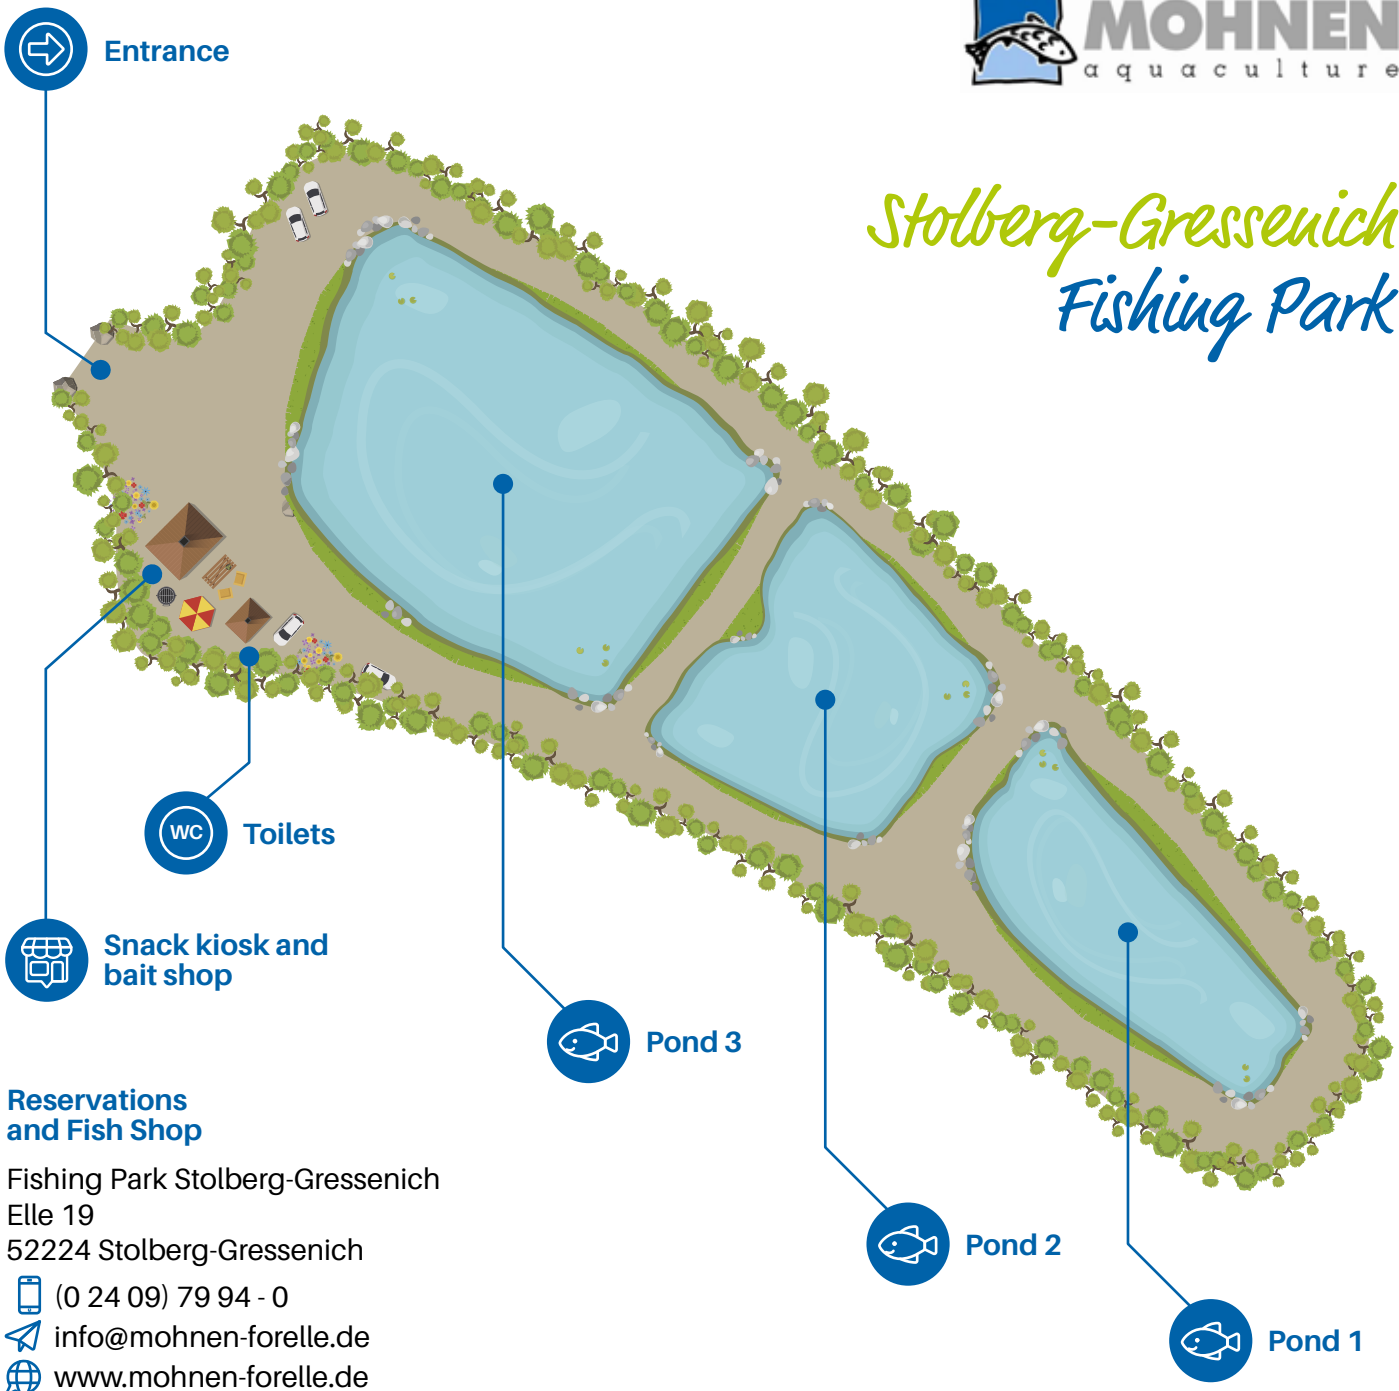 Entrance
MOHNEN
aquaculture
Stolberg-Gressenich
Fishing Park
WC
Toilets
Snack kiosk and
bait shop
Pond 3
Reservations
and Fish Shop
Fishing Park Stolberg-Gressenich
Elle 19
52224 Stolberg-Gressenich
(0 24 09) 79 94 - 0
info@mohnen-forelle.de
www.mohnen-forelle.de
Pond 2
Pond 1